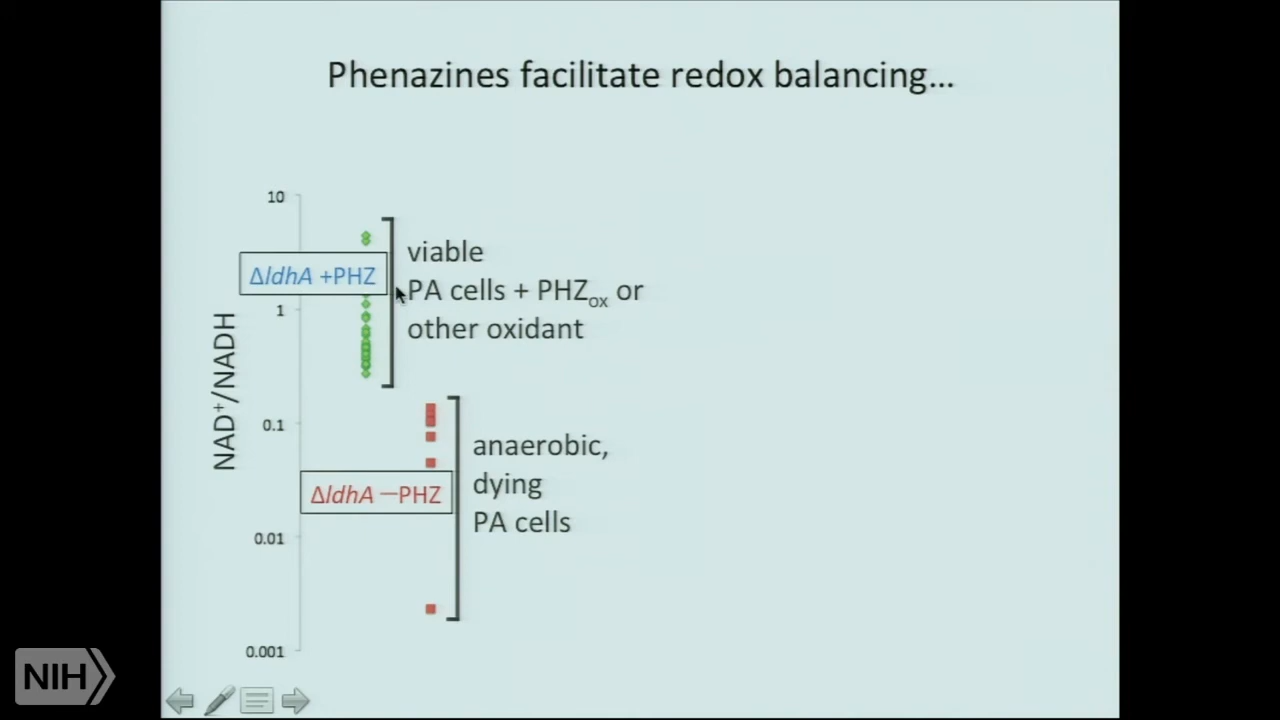 Phenazines facilitate redox balancing...
10
ΔldhA +PHZ
1
NAD⁺/NADH
0.1
ΔldhA —PHZ
0.01
0.001
viable
PA cells + PHZox or
other oxidant
anaerobic,
dying
PA cells
NIH